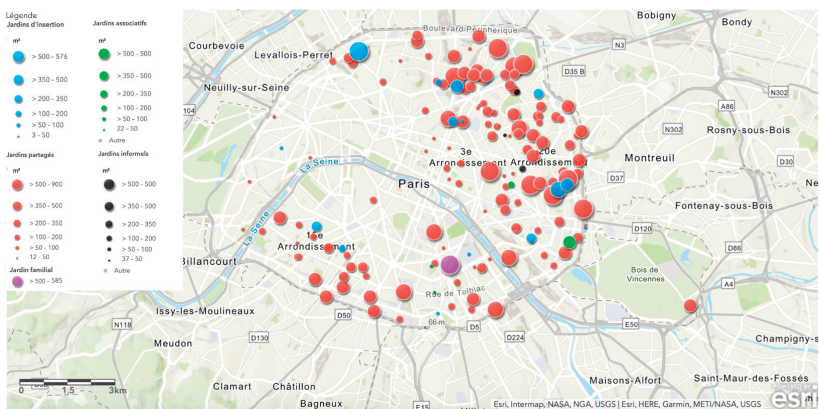 Légende
Jardins d'insertion
m²
> 500 - 576
> 350 - 500
> 200 - 350
> 100 - 200
> 50 - 100
3 - 50
Jardins associatifs
m²
> 500 - 500
> 350 - 500
> 200 - 350
> 100 - 200
> 50 - 100
22 - 50
Autre
Jardins partagés
m²
> 500 - 900
> 350 - 500
> 200 - 350
> 100 - 200
> 50 - 100
12 - 50
Jardins informels
m²
> 500 - 500
> 350 - 500
> 200 - 350
> 100 - 200
> 50 - 100
37 - 50
Autre
Jardin familial
> 500 - 585
Bobigny
Bondy
Boulevard Périphérique
Courbevoie
Levallois-Perret
N3
D35 B
Neuilly-sur-Seine
A86
N302
104
N302
Rosny-sous-Bois
3e
Arrondissement
20e
Arrondissement
Montreuil
D30
La Seine
Paris
D37
Fontenay-sous-Bois
La Seine
D120
Arrondissement
D86
Billancourt
Bois de
Vincennes
A4
Rue de Tolbiac
Issy-les-Moulineaux
D50
66 m
N118
D5
E50
D130
D224
Champigny-s
Meudon
Maisons-Alfort
Saint-Maur-des-Fossés
Clamart
Châtillon
0 1,5 3km
Bagneux
E15
Esri, Intermap, NASA, NGA, USGS | Esri, HERE, Garmin, METI/NASA, USGS
esri